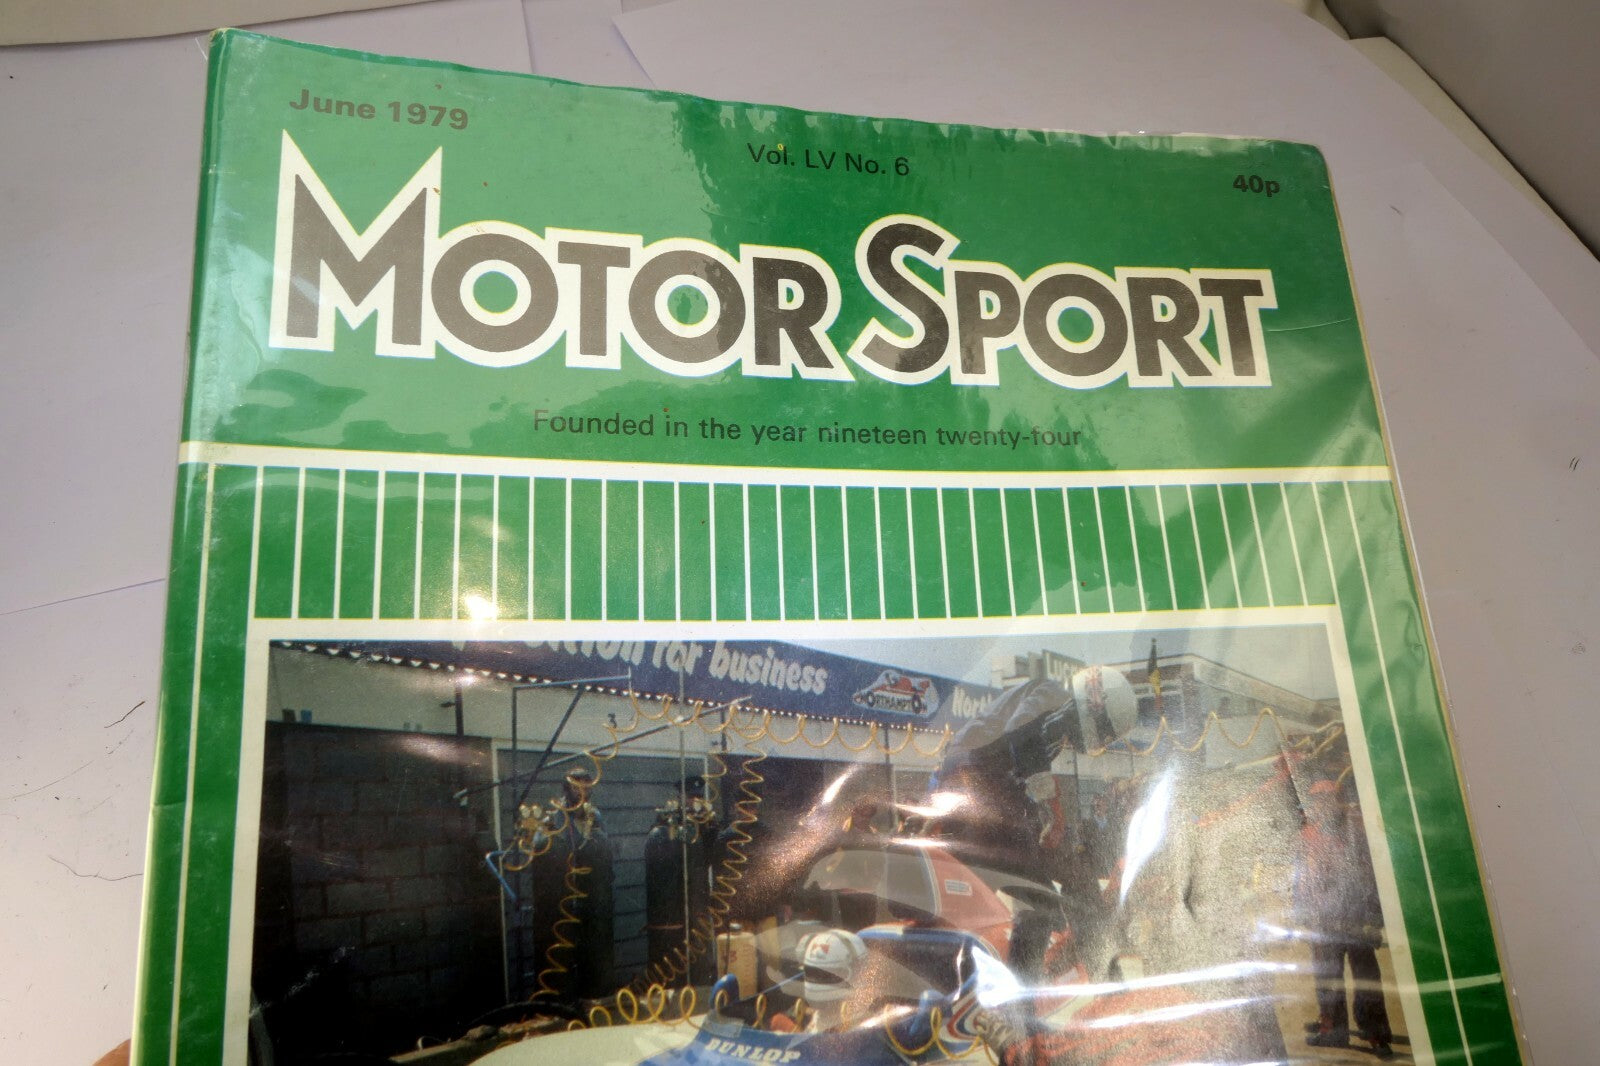 June 1979
Vol. LV No. 6
40p
MOTOR SPORT
Founded in the year nineteen twenty-four
for business
NORTHAMPTON
DUNLOP